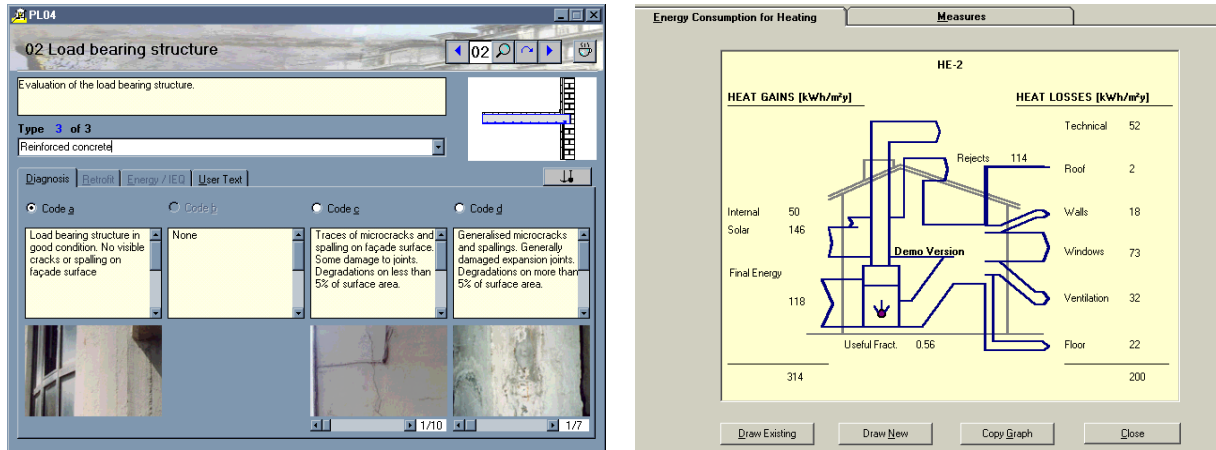 PL04
02 Load bearing structure
02
Evaluation of the load bearing structure.
Type 3 of 3
Reinforced concrete
Diagnosis
Retrofit
Energy / IEQ
User Text
Code a
Code b
Code c
Code d
Load bearing structure in
good condition. No visible
cracks or spalling on
façade surface
None
Traces of microcracks and
spalling on façade surface.
Some damage to joints.
Degradations on less than
5% of surface area.
Generalised microcracks
and spallings. Generally
damaged expansion joints.
Degradations on more than
5% of surface area.
1/10
1/7
Energy Consumption for Heating
Measures
HE-2
HEAT GAINS [kWh/m²y]
HEAT LOSSES [kWh/m²y]
Technical 52
Rejects 114
Roof 2
Internal 50
Solar 146
Walls 18
Demo Version
Windows 73
Final Energy
118
Ventilation 32
Useful Fract. 0.56
Floor 22
314
200
Draw Existing
Draw New
Copy Graph
Close